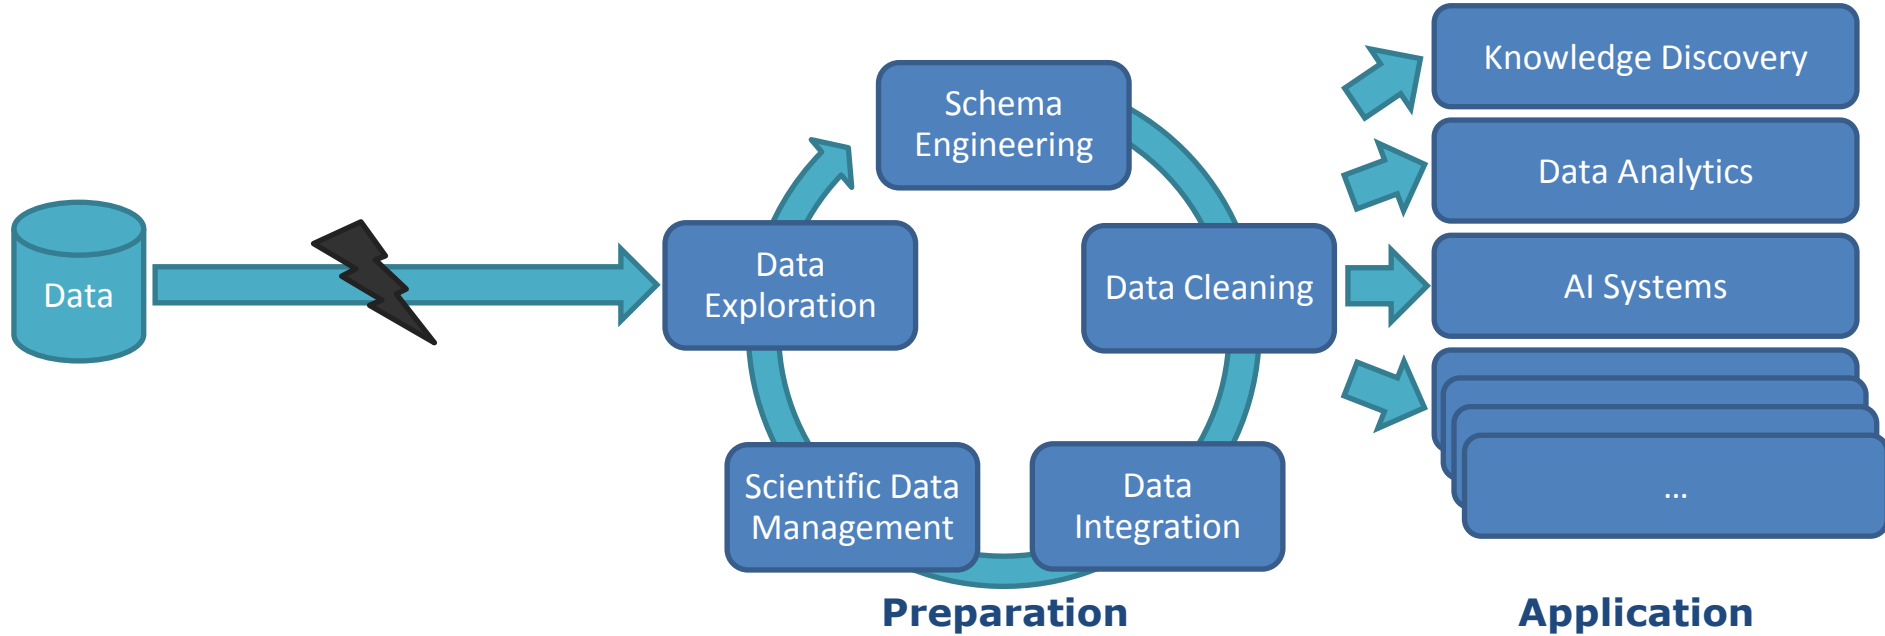 Data
Data
Exploration
Schema
Engineering
Data Cleaning
Data
Integration
Scientific Data
Management
Preparation
Knowledge Discovery
Data Analytics
AI Systems
...
Application